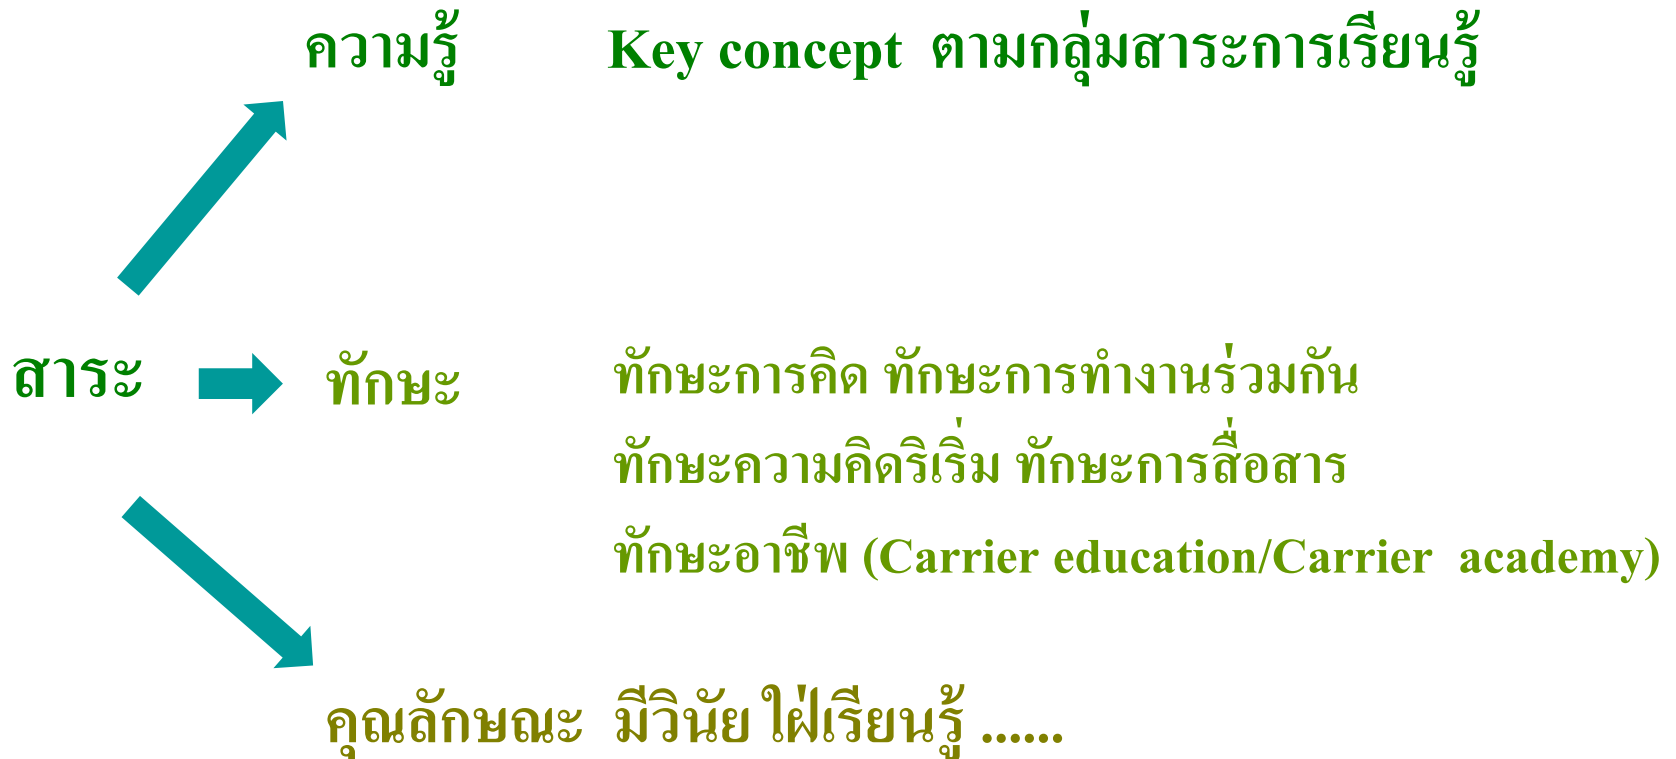 ความรู้ Key concept ตามกลุ่มสาระการเรียนรู้
สาระ ทักษะ ทักษะการคิด ทักษะการทำงานร่วมกัน
ทักษะความคิดริเริ่ม ทักษะการสื่อสาร
ทักษะอาชีพ (Carrier education/Carrier academy)
คุณลักษณะ มีวินัย ใฝ่เรียนรู้ ......